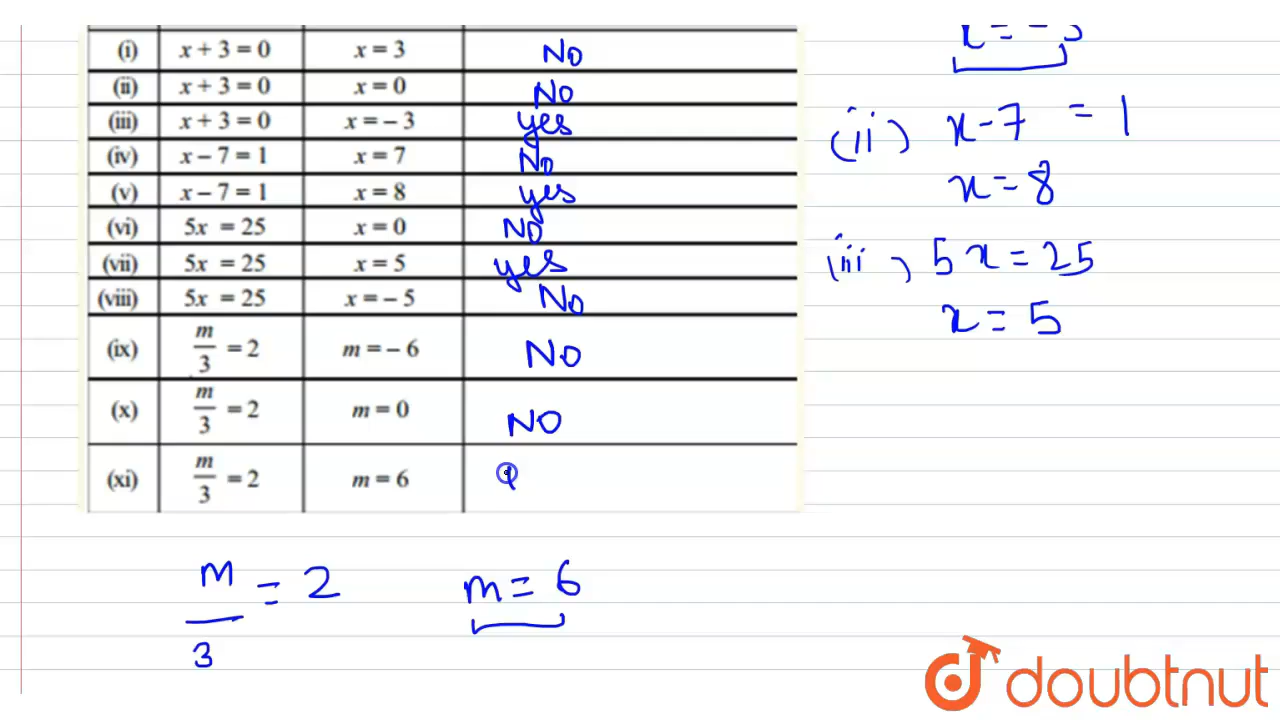 (i) x + 3 = 0 x = 3 No
(ii) x + 3 = 0 x = 0 No
(iii) x + 3 = 0 x = – 3 yes
(iv) x – 7 = 1 x = 7 No
(v) x – 7 = 1 x = 8 yes
(vi) 5x = 25 x = 0 No
(vii) 5x = 25 x = 5 yes
(viii) 5x = 25 x = – 5 No
(ix) m/3 = 2 m = – 6 NO
(x) m/3 = 2 m = 0 NO
(xi) m/3 = 2 m = 6
m/3 = 2 m = 6
x = - 3
(ii) x - 7 = 1
x = 8
(iii) 5x = 25
x = 5
doubtnut